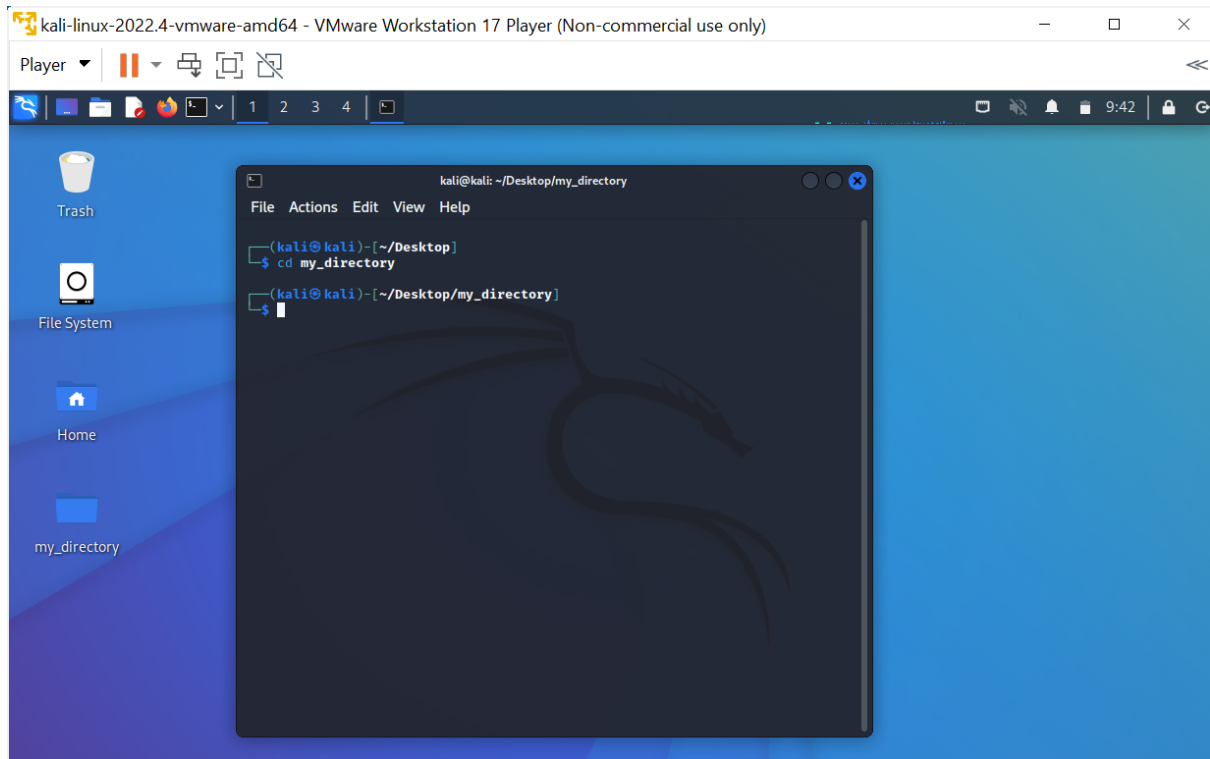 kali-linux-2022.4-vmware-amd64 - VMware Workstation 17 Player (Non-commercial use only)
Player
1 2 3 4 9:42
Trash
File System
Home
my_directory
kali@kali: ~/Desktop/my_directory
File Actions Edit View Help
┌──(kali㉿kali)-[~/Desktop]
└─$ cd my_directory
┌──(kali㉿kali)-[~/Desktop/my_directory]
└─$